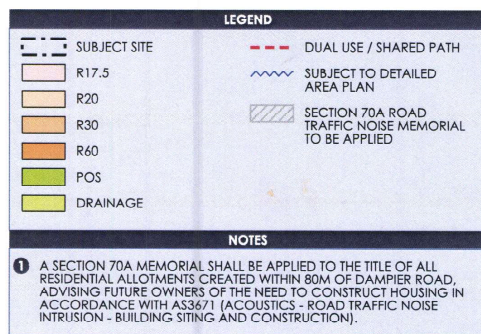 LEGEND
SUBJECT SITE
R17.5
R20
R30
R60
POS
DRAINAGE
DUAL USE / SHARED PATH
SUBJECT TO DETAILED
AREA PLAN
SECTION 70A ROAD
TRAFFIC NOISE MEMORIAL
TO BE APPLIED
NOTES
1 A SECTION 70A MEMORIAL SHALL BE APPLIED TO THE TITLE OF ALL
RESIDENTIAL ALLOTMENTS CREATED WITHIN 80M OF DAMPIER ROAD,
ADVISING FUTURE OWNERS OF THE NEED TO CONSTRUCT HOUSING IN
ACCORDANCE WITH AS3671 (ACOUSTICS - ROAD TRAFFIC NOISE
INTRUSION - BUILDING SITING AND CONSTRUCTION).